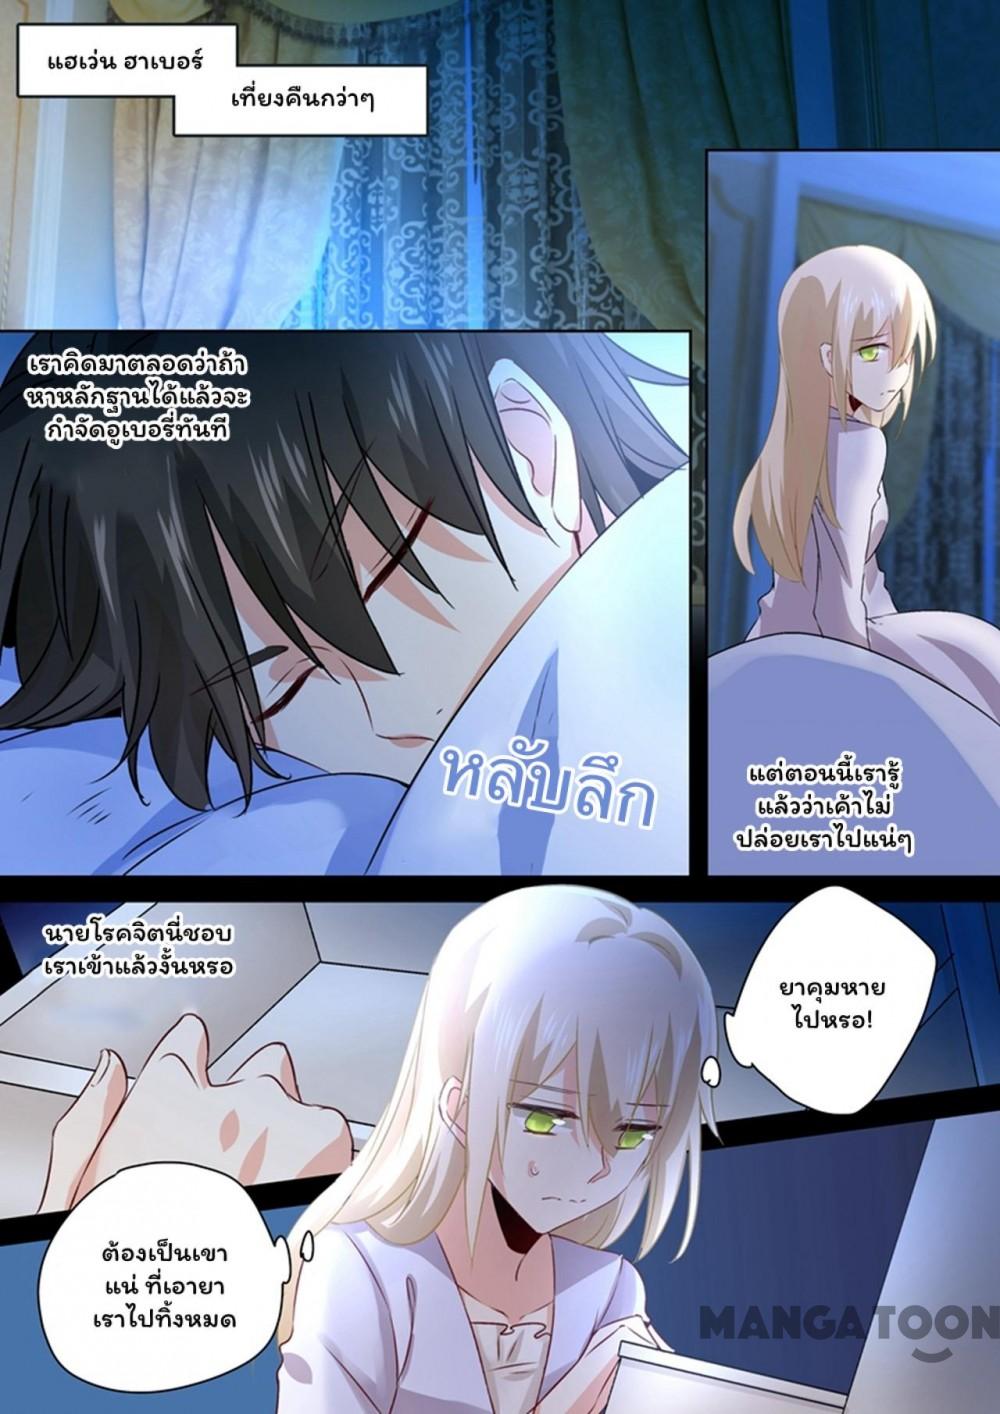 แฮเว่น ฮาเบอร์
เที่ยงคืนกว่าๆ
เราคิดมาตลอดว่าถ้า
หาหลักฐานได้แล้วจะ
กำจัดอูเบอรี่ทันที
หลับลึก
แต่ตอนนี้เรารู้
แล้วว่าเค้าไม่
ปล่อยเราไปแน่ๆ
นายโรคจิตนี่ชอบ
เราเข้าแล้วงั้นหรอ
ยาคุมหาย
ไปหรอ!
ต้องเป็นเขา
แน่ ที่เอายา
เราไปทิ้งหมด
MANGATOON